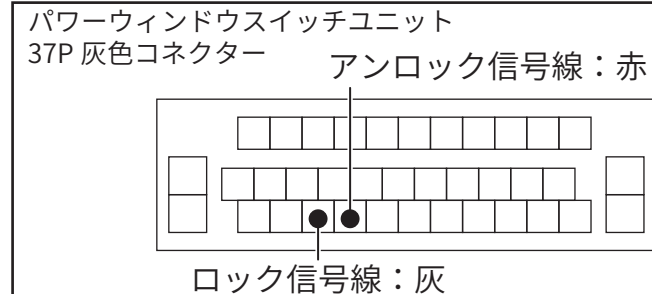 パワーウィンドウスイッチユニット
37P 灰色コネクター
アンロック信号線：赤
ロック信号線：灰